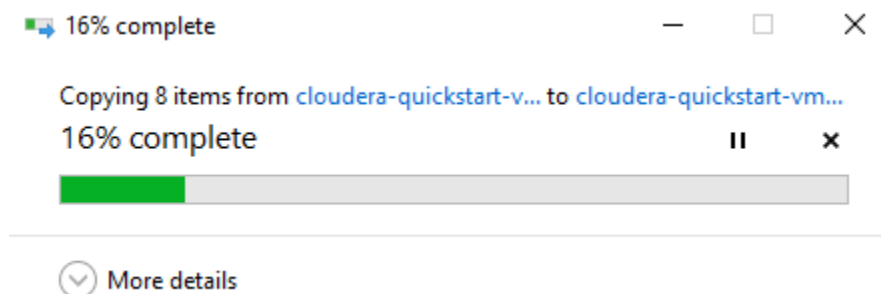 16% complete
Copying 8 items from cloudera-quickstart-v... to cloudera-quickstart-vm...
16% complete
More details